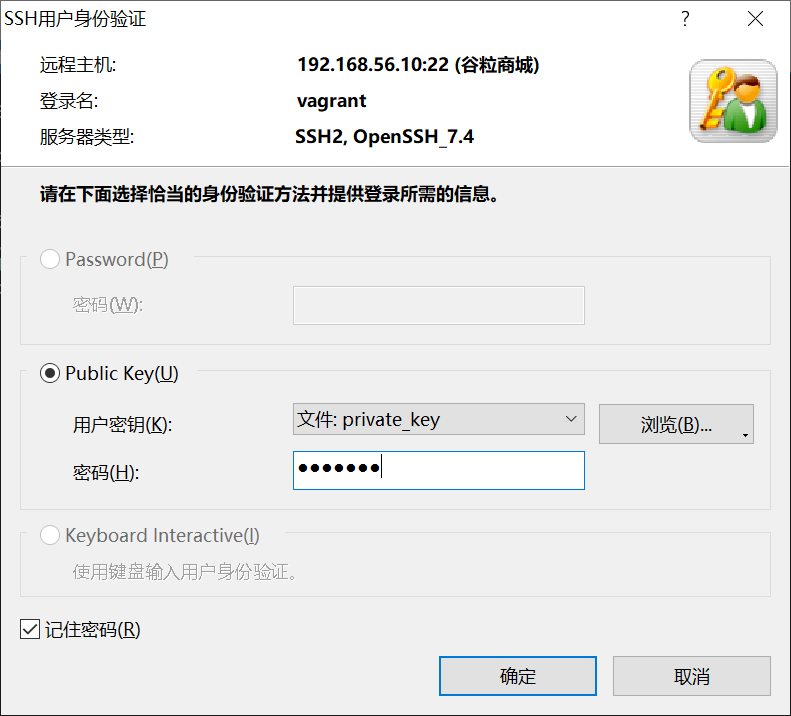 SSH用户身份验证
远程主机: 192.168.56.10:22 (谷粒商城)
登录名: vagrant
服务器类型: SSH2, OpenSSH_7.4
请在下面选择恰当的身份验证方法并提供登录所需的信息。
Password(P)
密码(W):
Public Key(U)
用户密钥(K): 文件: private_key 浏览(B)...
密码(H): ●●●●●●●
Keyboard Interactive(I)
使用键盘输入用户身份验证。
记住密码(R)
确定 取消